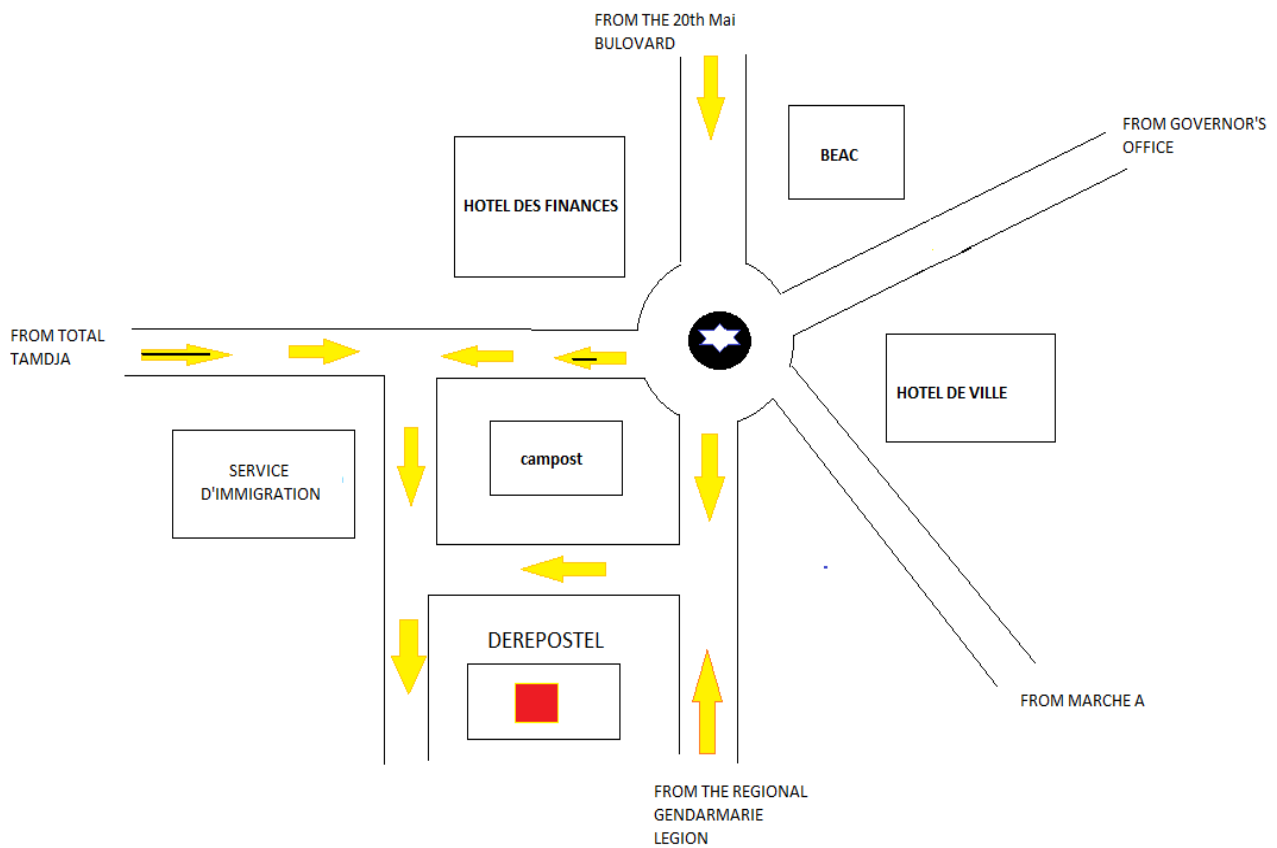 FROM THE 20th Mai
BULOVARD
BEAC
FROM GOVERNOR'S
OFFICE
HOTEL DES FINANCES
FROM TOTAL
TAMDJA
HOTEL DE VILLE
SERVICE
D'IMMIGRATION
campost
DEREPOSTEL
FROM MARCHE A
FROM THE REGIONAL
GENDARMARIE
LEGION